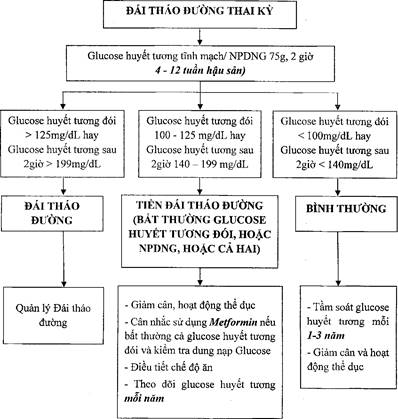 ĐÁI THÁO ĐƯỜNG THAI KỲ
Glucose huyết tương tĩnh mạch/ NPDNG 75g, 2 giờ
4 - 12 tuần hậu sản)
Glucose huyết tương đói
> 125mg/dL hay
Glucose huyết tương sau
2giờ > 199mg/dL
Glucose huyết tương đói
100 - 125 mg/dL hay
Glucose huyết tương sau
2giờ 140 – 199 mg/dL
Glucose huyết tương đói
< 100mg/dL hay
Glucose huyết tương sau
2giờ < 140mg/dL
ĐÁI THÁO
ĐƯỜNG
TIỀN ĐÁI THÁO ĐƯỜNG
(BẤT THƯỜNG GLUCOSE
HUYẾT TƯƠNG ĐÓI, HOẶC
NPDNG, HOẶC CẢ HAI)
BÌNH THƯỜNG
Quản lý Đái tháo
đường
- Giảm cân, hoạt động thể dục
- Cân nhắc sử dụng Metformin nếu
bất thường cả glucose huyết tương
đói và kiểm tra dung nạp Glucose
- Điều tiết chế độ ăn
- Theo dõi glucose huyết tương
mỗi năm
- Tầm soát glucose
huyết tương mỗi
1-3 năm
- Giảm cân và hoạt
động thể dục